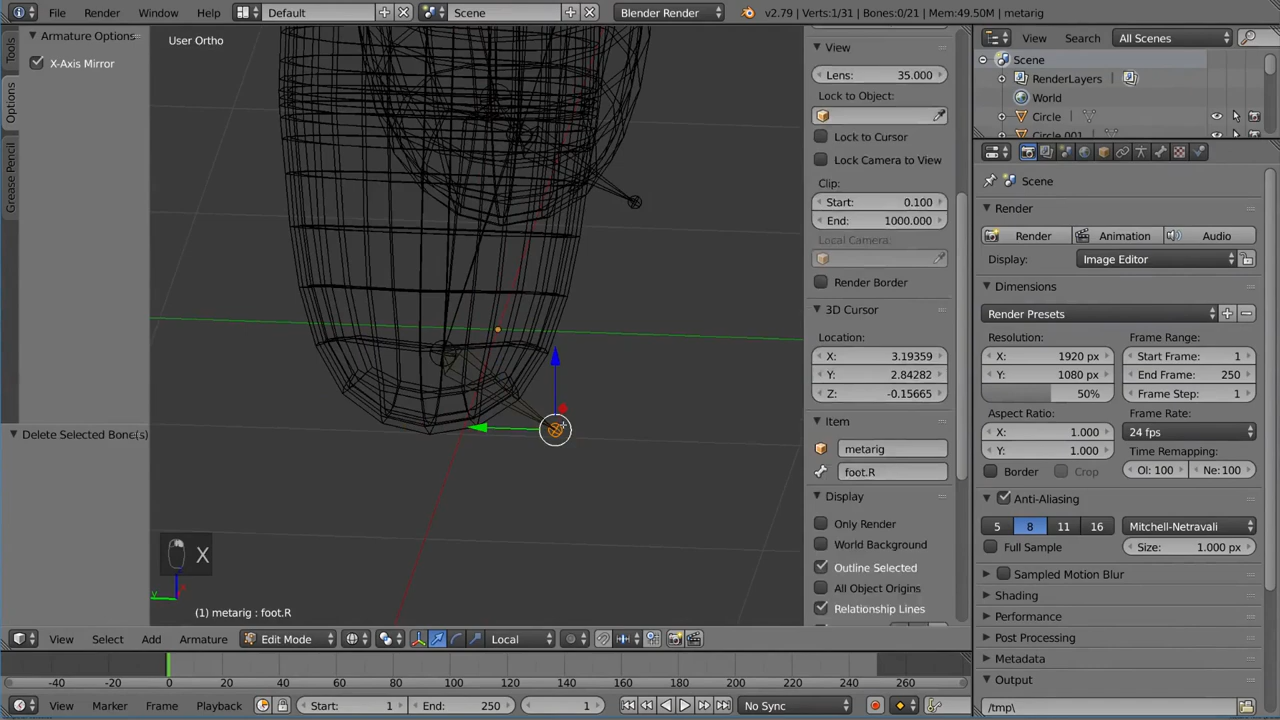 File Render Window Help Default Scene Blender Render v2.79 | Verts:1/31 | Bones:0/21 | Mem:49.50M | metarig
Tools
Options
Grease Pencil
Armature Options
X-Axis Mirror
Delete Selected Bone(s)
User Ortho
X
y
(1) metarig : foot.R
View
Lens: 35.000
Lock to Object:
Lock to Cursor
Lock Camera to View
Clip:
Start: 0.100
End: 1000.000
Local Camera:
Render Border
3D Cursor
Location:
X: 3.19359
Y: 2.84282
Z: -0.15665
Item
metarig
foot.R
Display
Only Render
World Background
Outline Selected
All Object Origins
Relationship Lines
View Search All Scenes
Scene
RenderLayers
World
Circle
Circle.001
Scene
Render
Render Animation Audio
Display: Image Editor
Dimensions
Render Presets
Resolution: Frame Range:
X: 1920 px Start Frame: 1
Y: 1080 px End Frame: 250
50% Frame Step: 1
Aspect Ratio: Frame Rate:
X: 1.000 24 fps
Y: 1.000 Time Remapping:
Border Crop Ol: 100 Ne: 100
Anti-Aliasing
5 8 11 16 Mitchell-Netravali
Full Sample Size: 1.000 px
Sampled Motion Blur
Shading
Performance
Post Processing
Metadata
Output
/tmp\
View Select Add Armature Edit Mode Local
-40 -20 0 20 40 60 80 100 120 140 160 180 200 220 240 260
View Marker Frame Playback Start: 1 End: 250 1 No Sync